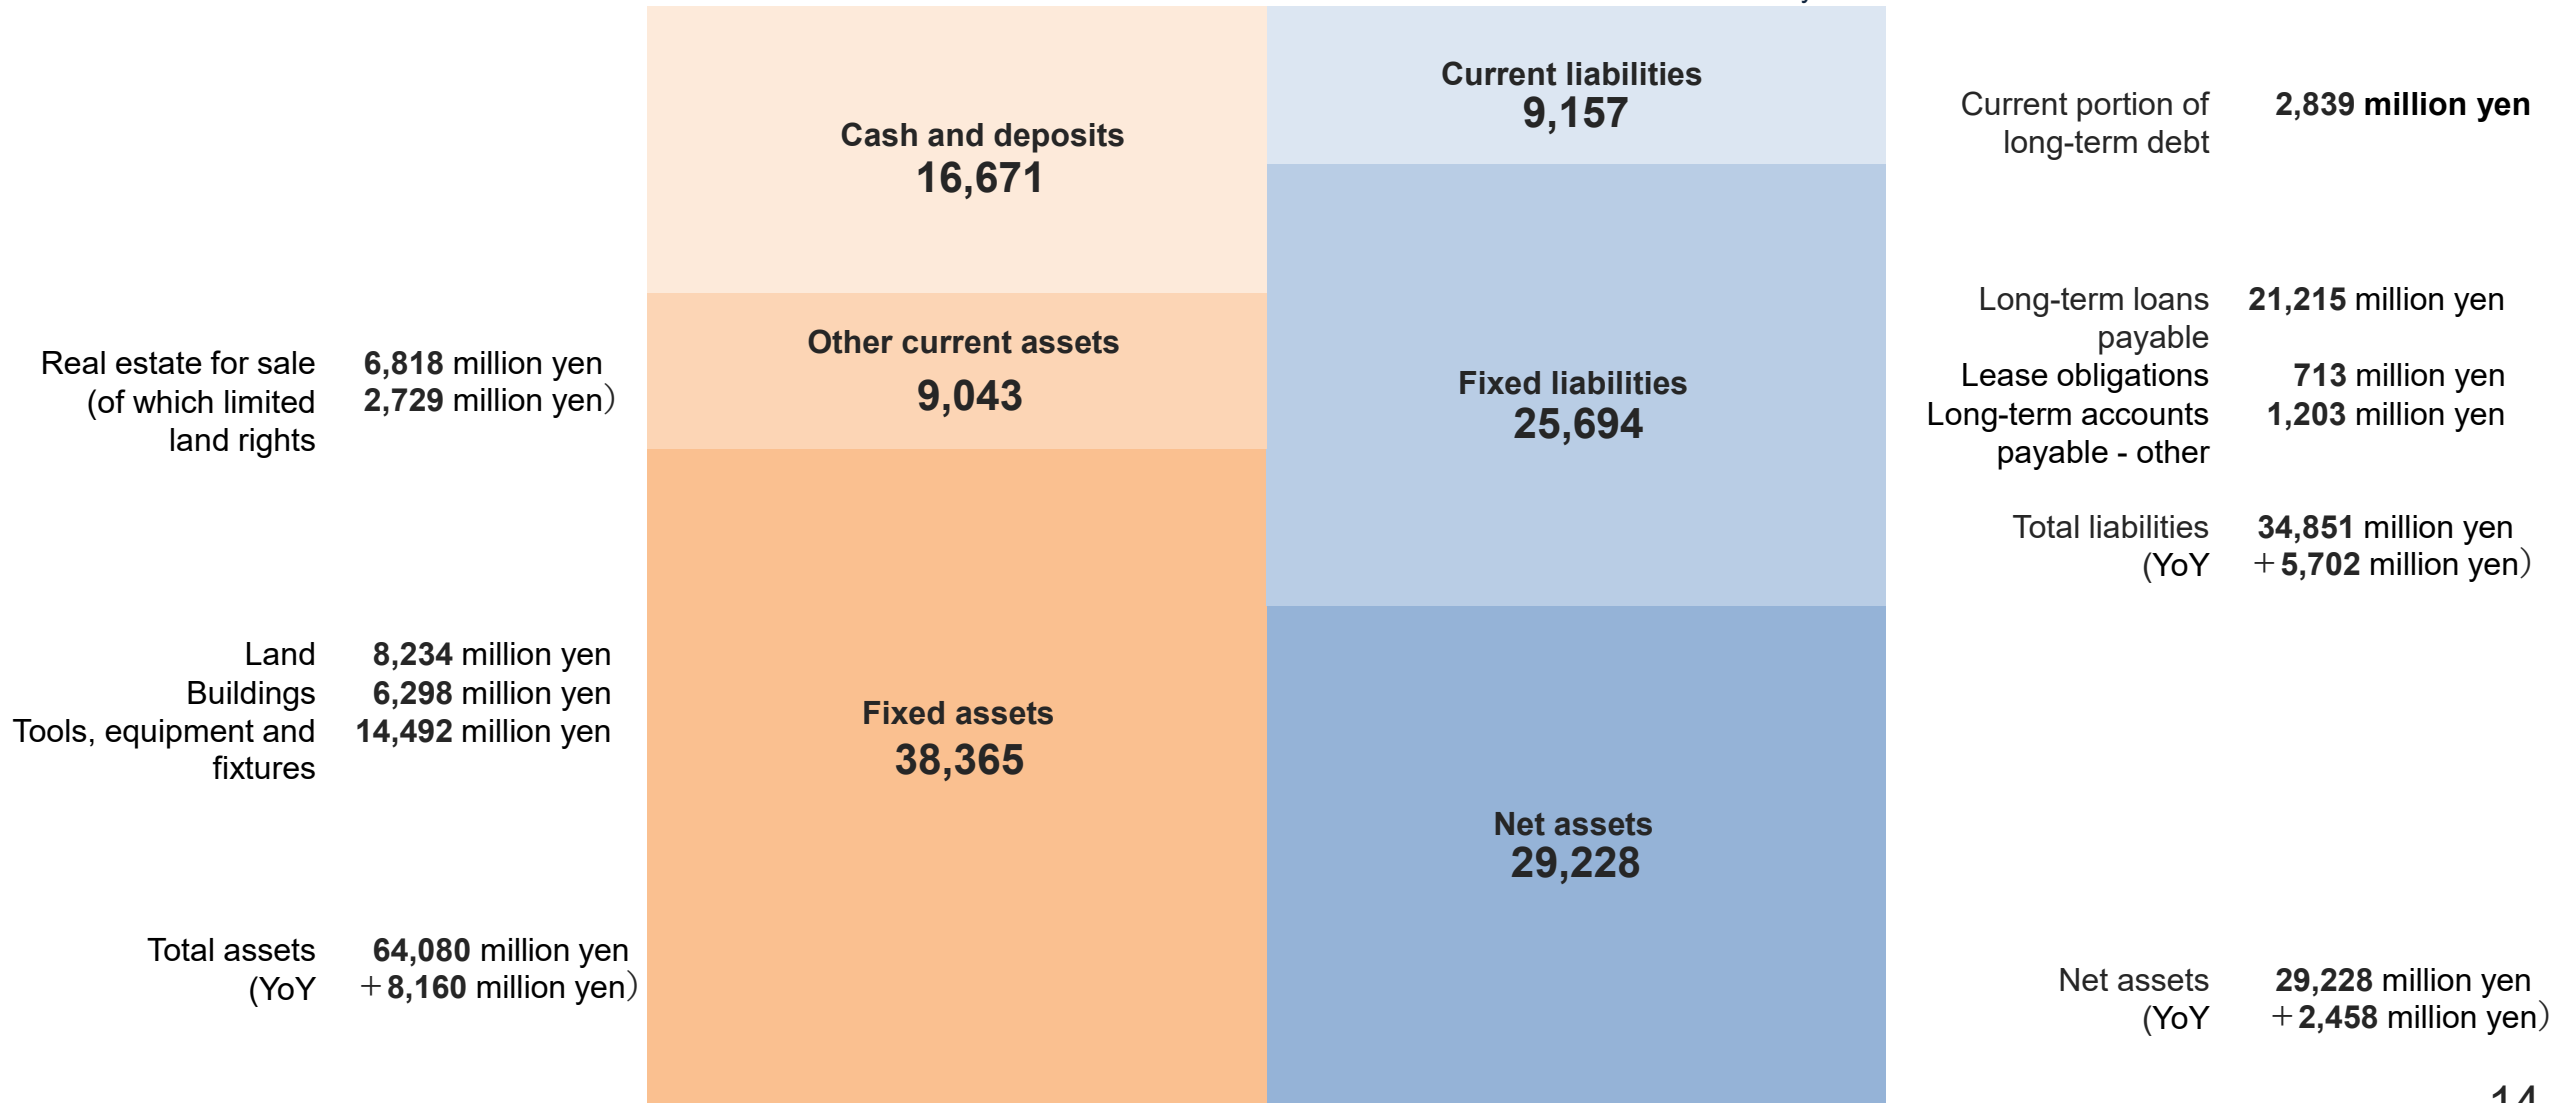 Cash and deposits
16,671
Current liabilities
9,157
Current portion of 2,839 million yen
long-term debt
Real estate for sale 6,818 million yen
(of which limited 2,729 million yen）
land rights
Other current assets
9,043
Fixed liabilities
25,694
Long-term loans 21,215 million yen
payable
Lease obligations 713 million yen
Long-term accounts 1,203 million yen
payable - other
Total liabilities 34,851 million yen
(YoY ＋5,702 million yen）
Land 8,234 million yen
Buildings 6,298 million yen
Tools, equipment and 14,492 million yen
fixtures
Fixed assets
38,365
Net assets
29,228
Total assets 64,080 million yen
(YoY ＋8,160 million yen）
Net assets 29,228 million yen
(YoY ＋2,458 million yen）
14